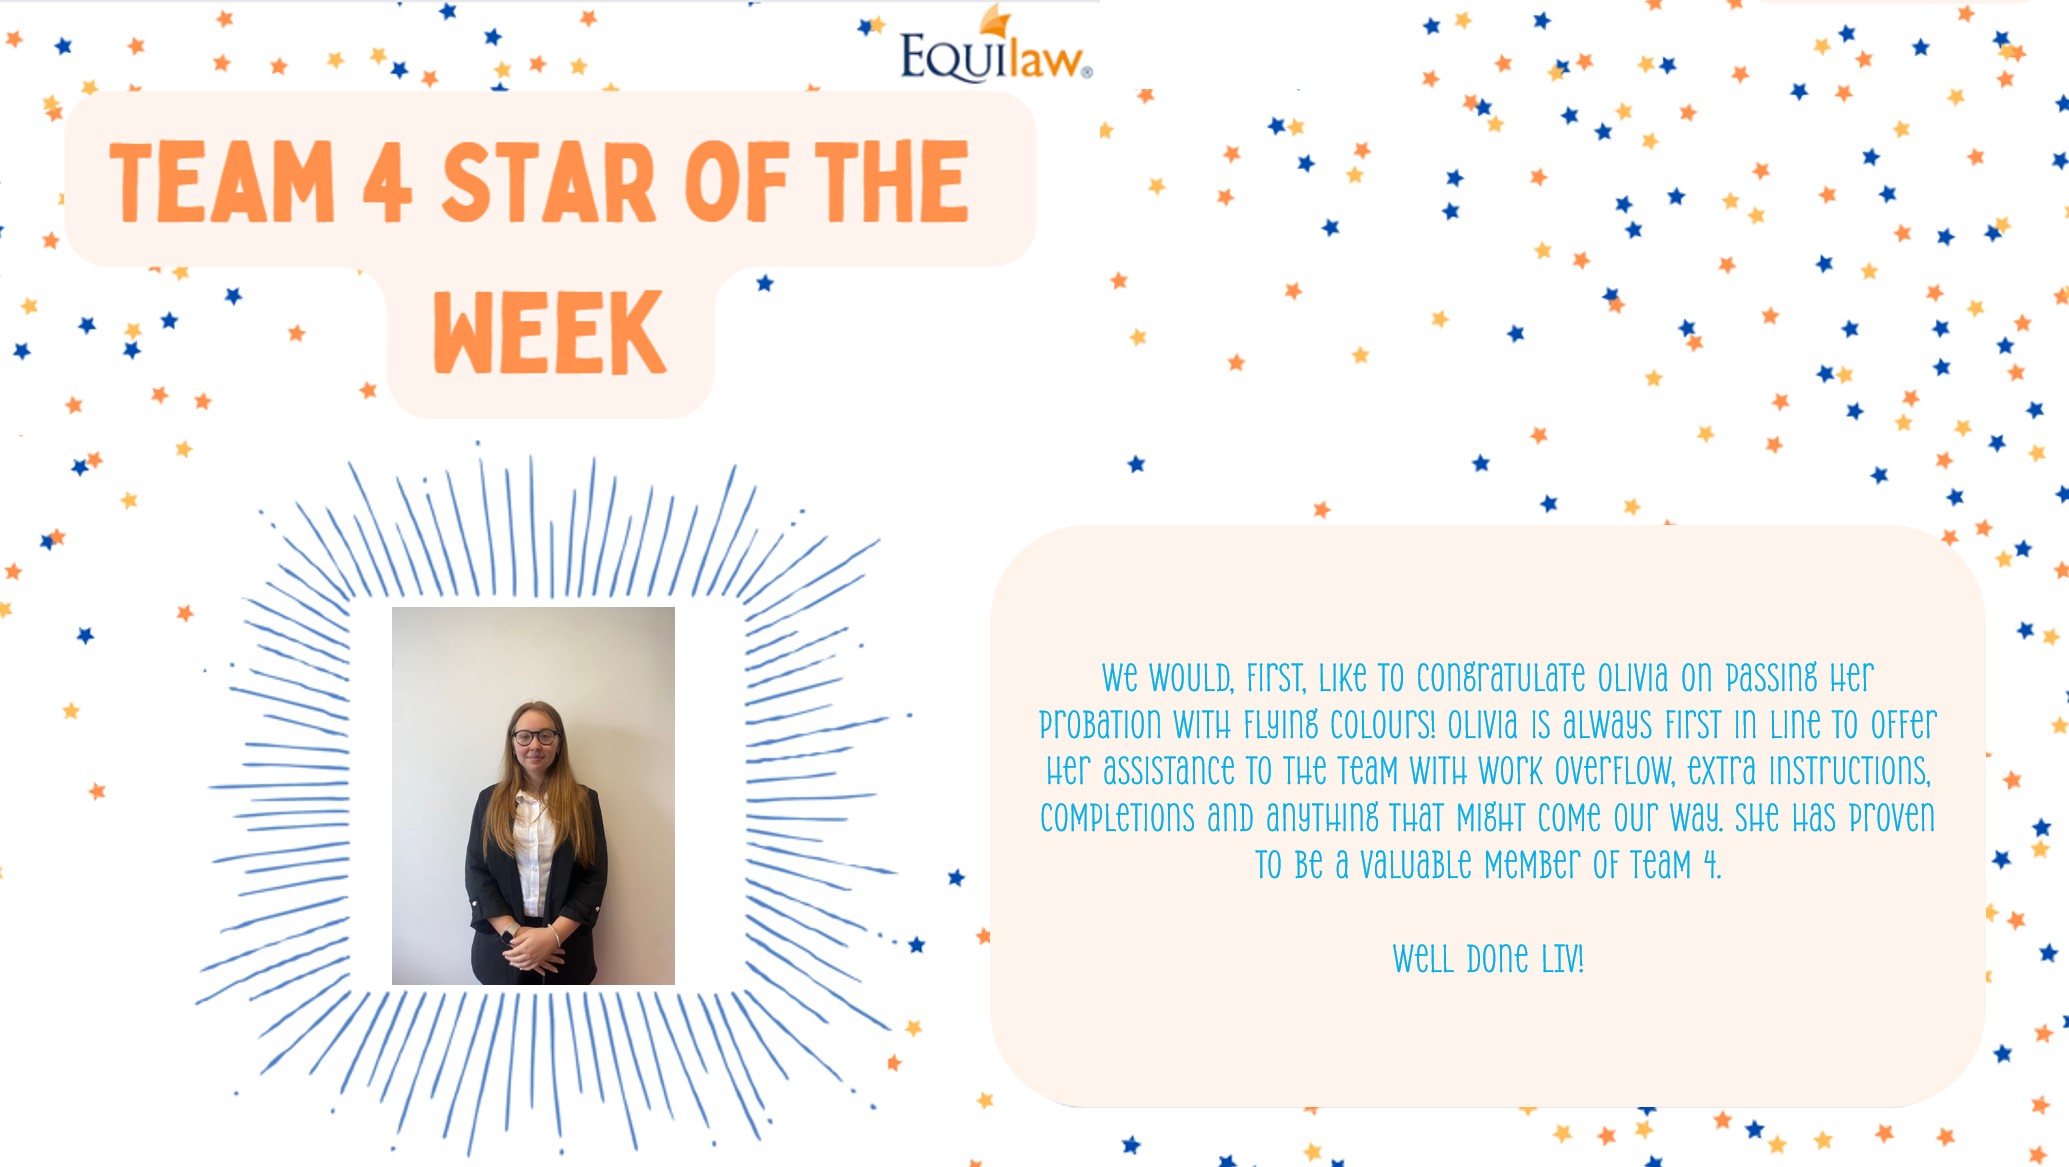 EQUIlaw®
TEAM 4 STAR OF THE
WEEK
We would, first, like to congratulate Olivia on passing her
probation with flying colours! Olivia is always first in line to offer
her assistance to the team with work overflow, extra instructions,
completions and anything that might come our way. She has proven
to be a valuable member of Team 4.
Well done Liv!